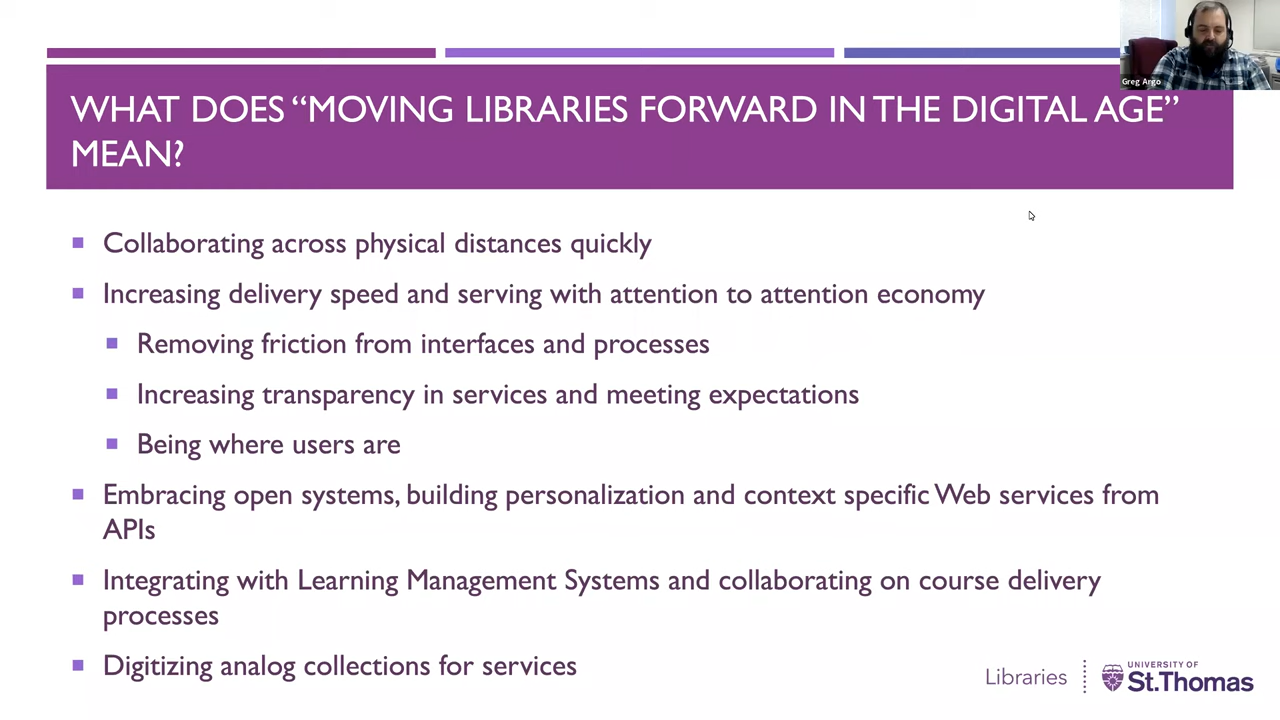 Greg Argo
WHAT DOES “MOVING LIBRARIES FORWARD IN THE DIGITAL AGE”
MEAN?
Collaborating across physical distances quickly
Increasing delivery speed and serving with attention to attention economy
Removing friction from interfaces and processes
Increasing transparency in services and meeting expectations
Being where users are
Embracing open systems, building personalization and context specific Web services from
APIs
Integrating with Learning Management Systems and collaborating on course delivery
processes
Digitizing analog collections for services
Libraries
UNIVERSITY OF
St.Thomas